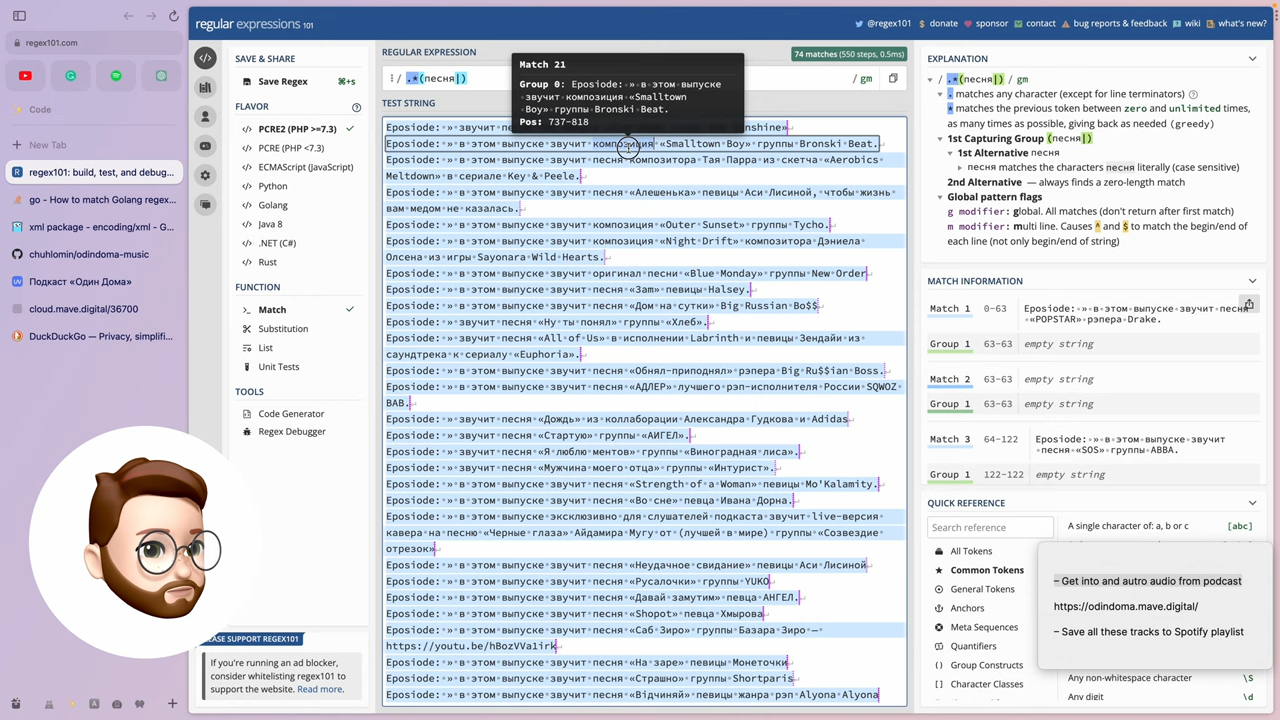 regex101.com
Code
+ New Tab
regex101: build, test, and debug...
go - How to match Golang regex...
xml package - encoding/xml - G...
chuhlomin/odindoma-music
Подкаст «Один Дома»
cloud.mave.digital/36700
DuckDuckGo — Privacy, simplifi...
regular expressions 101
@regex101
donate
sponsor
contact
bug reports & feedback
wiki
what's new?
SAVE & SHARE
Save Regex
⌘+s
FLAVOR
PCRE2 (PHP >=7.3)
PCRE (PHP <7.3)
ECMAScript (JavaScript)
Python
Golang
Java 8
.NET (C#)
Rust
FUNCTION
Match
Substitution
List
Unit Tests
TOOLS
Code Generator
Regex Debugger
EASE SUPPORT REGEX101
If you're running an ad blocker,
consider whitelisting regex101 to
support the website. Read more.
REGULAR EXPRESSION
74 matches (550 steps, 0.5ms)
/ .*(песня|)
/ gm
TEST STRING
Match 21
Group 0: Eposiode:·»·в·этом·выпуске
·звучит·композиция·«Smalltown
·Boy»·группы·Bronski·Beat.
Pos: 737-818
Eposiode:·»·звучит·пе
nshine»
Eposiode:·»·в·этом·выпуске·звучит·композиция·«Smalltown·Boy»·группы·Bronski·Beat.
Eposiode:·»·в·этом·выпуске·звучит·песня·композитора·Тая·Парра·из·скетча·«Aerobics·
Meltdown»·в·сериале·Key·&·Peele.
Eposiode:·»·в·этом·выпуске·звучит·песня·«Алешенька»·певицы·Аси·Лисиной,·чтобы·жизнь·
вам·медом·не·казалась.
Eposiode:·»·в·этом·выпуске·звучит·композиция·«Outer·Sunset»·группы·Tycho.
Eposiode:·»·в·этом·выпуске·звучит·композиция·«Night·Drift»·композитора·Дэниела·
Олсена·из·игры·Sayonara·Wild·Hearts.
Eposiode:·»·в·этом·выпуске·звучит·оригинал·песни·«Blue·Monday»·группы·New·Order
Eposiode:·»·в·этом·выпуске·звучит·песня·«3am»·певицы·Halsey.
Eposiode:·»·в·этом·выпуске·звучит·песня·«Дом·на·сутки»·Big·Russian·Bo$$
Eposiode:·»·звучит·песня·«Ну·ты·понял»·группы·«Хлеб».
Eposiode:·»·в·этом·выпуске·звучит·песня·«All·of·Us»·в·исполнении·Labrinth·и·певицы·Зендайи·из·
саундтрека·к·сериалу·«Euphoria».
Eposiode:·»·в·этом·выпуске·звучит·песня·«Обнял-приподнял»·рэпера·Big·Ru$$ian·Boss.
Eposiode:·»·в·этом·выпуске·звучит·песня·«АДЛЕР»·лучшего·рэп-исполнителя·России·SQWOZ·
BAB.
Eposiode:·»·звучит·песня·«Дождь»·из·коллаборации·Александра·Гудкова·и·Adidas
Eposiode:·»·звучит·песня·«Стартую»·группы·«АИГЕЛ».
Eposiode:·»·в·этом·выпуске·звучит·песня·«Я·люблю·ментов»·группы·«Виноградная·лиса».
Eposiode:·»·звучит·песня·«Мужчина·моего·отца»·группы·«Интурист».
Eposiode:·»·в·этом·выпуске·звучит·песня·«Strength·of·a·Woman»·певицы·Mo'Kalamity.
Eposiode:·»·в·этом·выпуске·звучит·песня·«Во·сне»·певца·Ивана·Дорна.
Eposiode:·»·в·этом·выпуске·эксклюзивно·для·слушателей·подкаста·звучит·live-версия·
кавера·на·песню·«Черные·глаза»·Айдамира·Мугу·от·(лучшей·в·мире)·группы·«Созвездие·
отрезок»
Eposiode:·»·в·этом·выпуске·звучит·песня·«Неудачное·свидание»·певицы·Аси·Лисиной
Eposiode:·»·в·этом·выпуске·звучит·песня·«Русалочки»·группы·YUKO
Eposiode:·»·в·этом·выпуске·звучит·песня·«Давай·замутим»·певца·АНГЕЛ.
Eposiode:·»·в·этом·выпуске·звучит·песня·«Shopot»·певца·Хмырова
Eposiode:·»·в·этом·выпуске·звучит·песня·«Саб·Зиро»·группы·Базара·Зиро·—·
https://youtu.be/hBozVVa1irk
Eposiode:·»·в·этом·выпуске·звучит·песня·«На·заре»·певицы·Монеточки
Eposiode:·»·в·этом·выпуске·звучит·песня·«Страшно»·группы·Shortparis
Eposiode:·»·в·этом·выпуске·звучит·песня·«Відчиняй»·певицы·жанра·рэп·Alyona·Alyona
EXPLANATION
/ .*(песня|) / gm
. matches any character (except for line terminators)
* matches the previous token between zero and unlimited times,
as many times as possible, giving back as needed (greedy)
1st Capturing Group (песня|)
1st Alternative песня
песня matches the characters песня literally (case sensitive)
2nd Alternative — always finds a zero-length match
Global pattern flags
g modifier: global. All matches (don't return after first match)
m modifier: multi line. Causes ^ and $ to match the begin/end of
each line (not only begin/end of string)
MATCH INFORMATION
Match 1 0-63 Eposiode:·»·в·этом·выпуске·звучит·песня
·«POPSTAR»·рэпера·Drake.
Group 1 63-63 empty string
Match 2 63-63 empty string
Group 1 63-63 empty string
Match 3 64-122 Eposiode:·»·в·этом·выпуске·звучит
·песня·«SOS»·группы·ABBA.
Group 1 122-122 empty string
QUICK REFERENCE
Search reference
All Tokens
Common Tokens
General Tokens
Anchors
Meta Sequences
Quantifiers
Group Constructs
Character Classes
A single character of: a, b or c [abc]
– Get into and autro audio from podcast
https://odindoma.mave.digital/
– Save all these tracks to Spotify playlist
Any non-whitespace character \S
Any digit \d